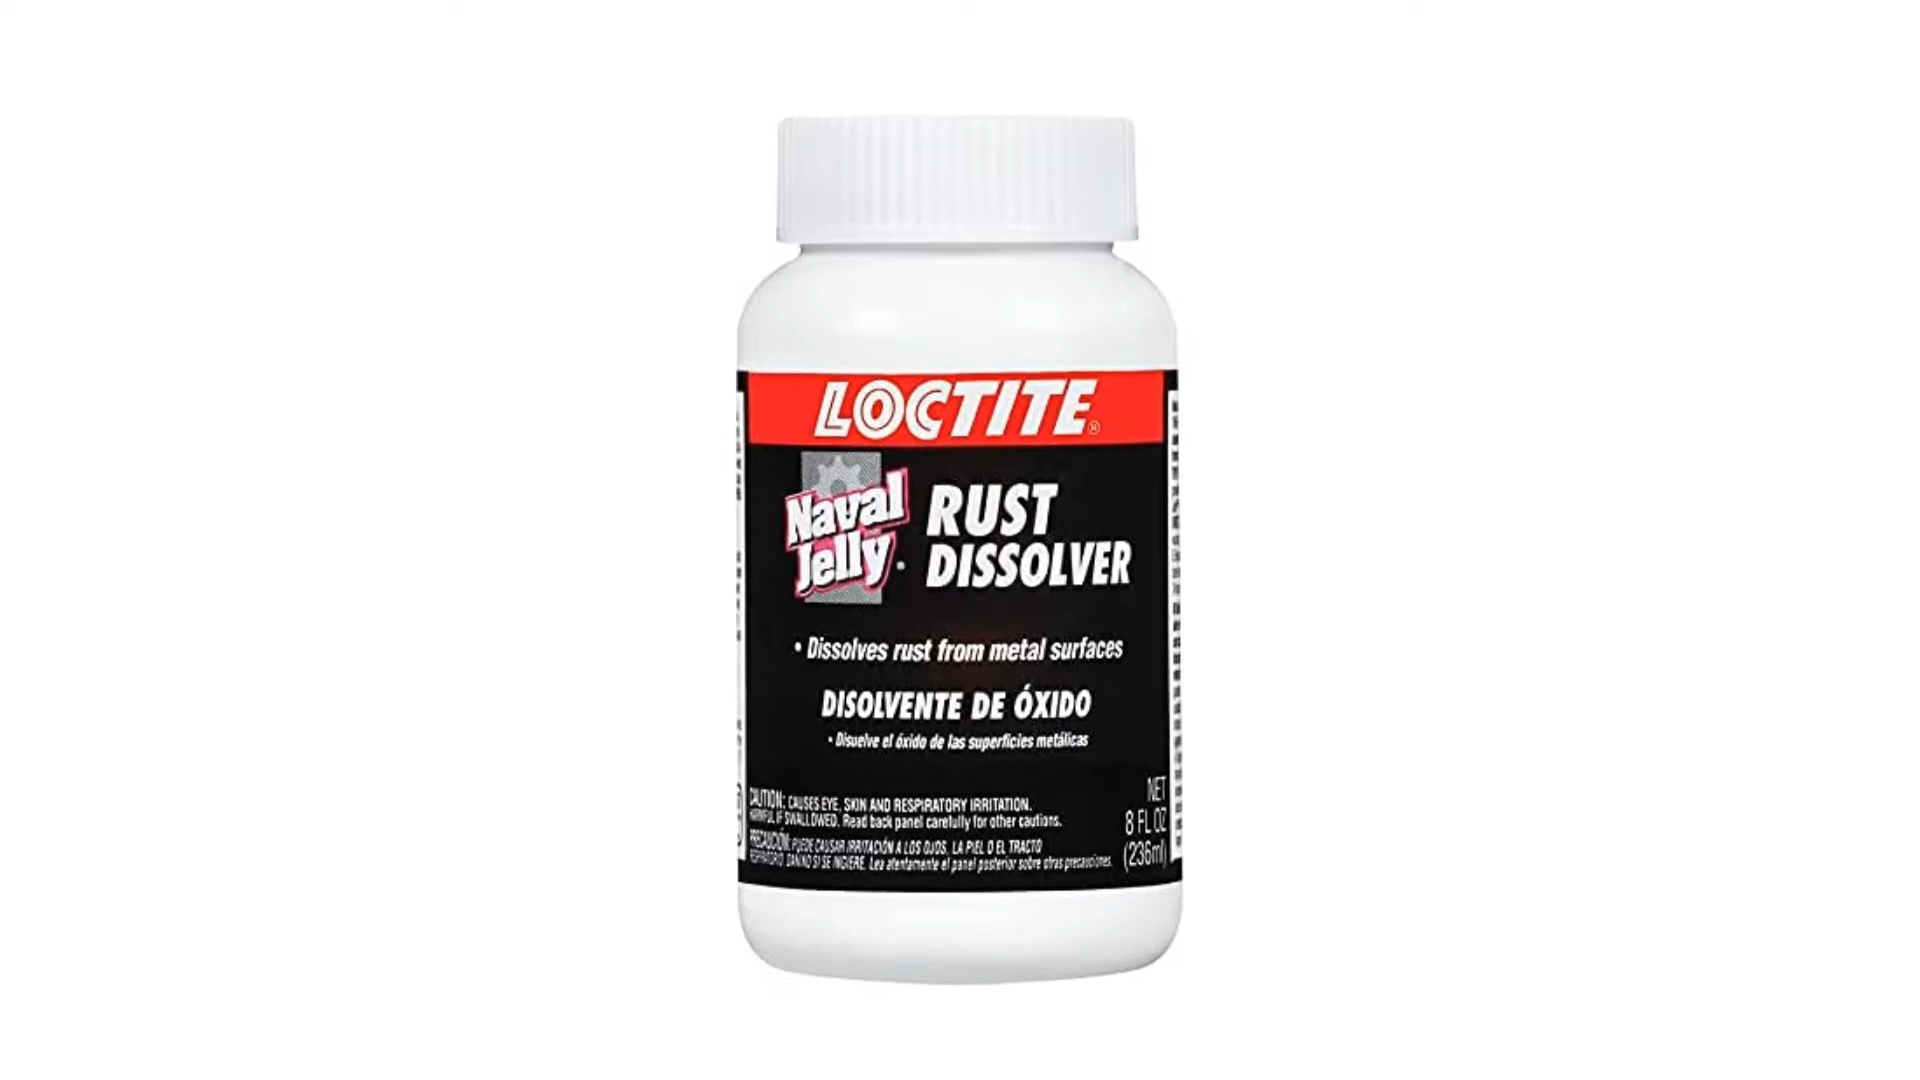 LOCTITE®
Naval
Jelly
RUST
DISSOLVER
• Dissolves rust from metal surfaces
DISOLVENTE DE ÓXIDO
• Disuelve el óxido de las superficies metálicas
CAUTION: CAUSES EYE, SKIN AND RESPIRATORY IRRITATION.
HARMFUL IF SWALLOWED. Read back panel carefully for other cautions.
PRECAUCIÓN: PUEDE CAUSAR IRRITACIÓN A LOS OJOS, LA PIEL O EL TRACTO
RESPIRATORIO. DAÑINO SI SE INGIERE. Lea atentamente el panel posterior sobre otras precauciones.
NET
8 FL OZ
(236ml)